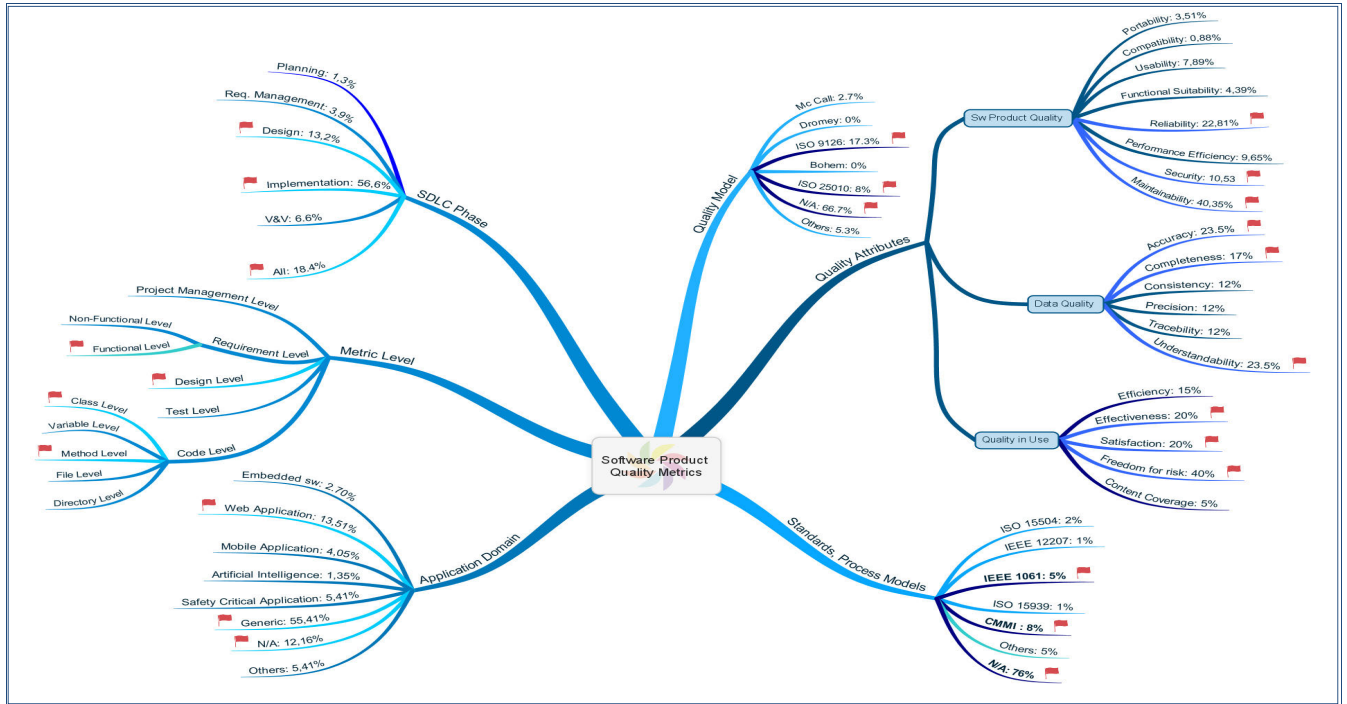 Software Product
Quality Metrics
SDLC Phase
Planning: 1,3%
Req. Management: 3,9%
Design: 13,2%
Implementation: 56,6%
V&V: 6.6%
All: 18.4%
Metric Level
Project Management Level
Requirement Level
Non-Functional Level
Functional Level
Design Level
Test Level
Code Level
Class Level
Variable Level
Method Level
File Level
Directory Level
Application Domain
Embedded sw: 2.70%
Web Application: 13,51%
Mobile Application: 4,05%
Artificial Intelligence: 1,35%
Safety Critical Application: 5,41%
Generic: 55,41%
N/A: 12,16%
Others: 5,41%
Quality Model
Mc Call: 2.7%
Dromey: 0%
ISO 9126: 17.3%
Bohem: 0%
ISO 25010: 8%
N/A: 66.7%
Others: 5.3%
Quality Attributes
Sw Product Quality
Portability: 3,51%
Compatibility: 0,88%
Usability: 7,89%
Functional Suitability: 4,39%
Reliability: 22,81%
Performance Efficiency: 9,65%
Security: 10,53
Maintainability: 40,35%
Data Quality
Accuracy: 23.5%
Completeness: 17%
Consistency: 12%
Precision: 12%
Tracebility: 12%
Understandability: 23.5%
Quality in Use
Efficiency: 15%
Effectiveness: 20%
Satisfaction: 20%
Freedom for risk: 40%
Content Coverage: 5%
Standards, Process Models
ISO 15504: 2%
IEEE 12207: 1%
IEEE 1061: 5%
ISO 15939: 1%
CMMI : 8%
Others: 5%
N/A: 76%